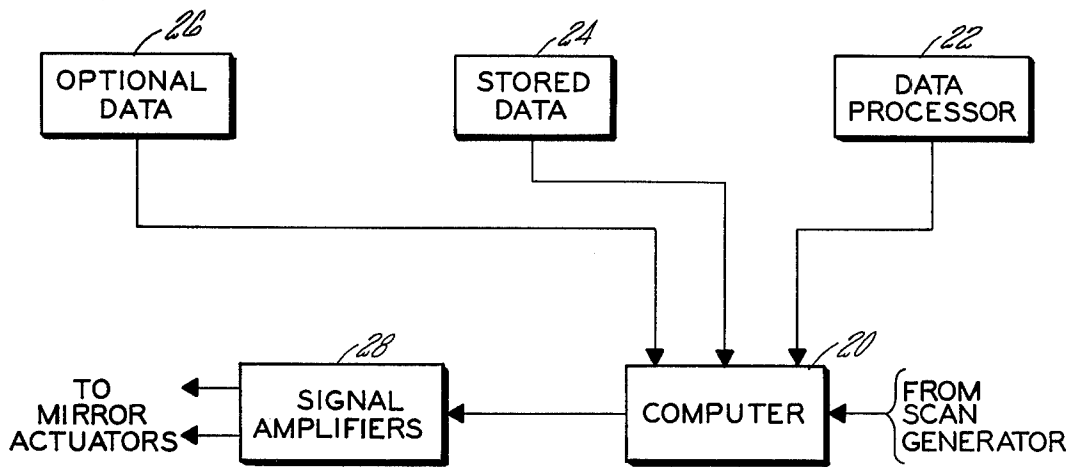 26
OPTIONAL
DATA
24
STORED
DATA
22
DATA
PROCESSOR
28
SIGNAL
AMPLIFIERS
TO
MIRROR
ACTUATORS
20
COMPUTER
FROM
SCAN
GENERATOR